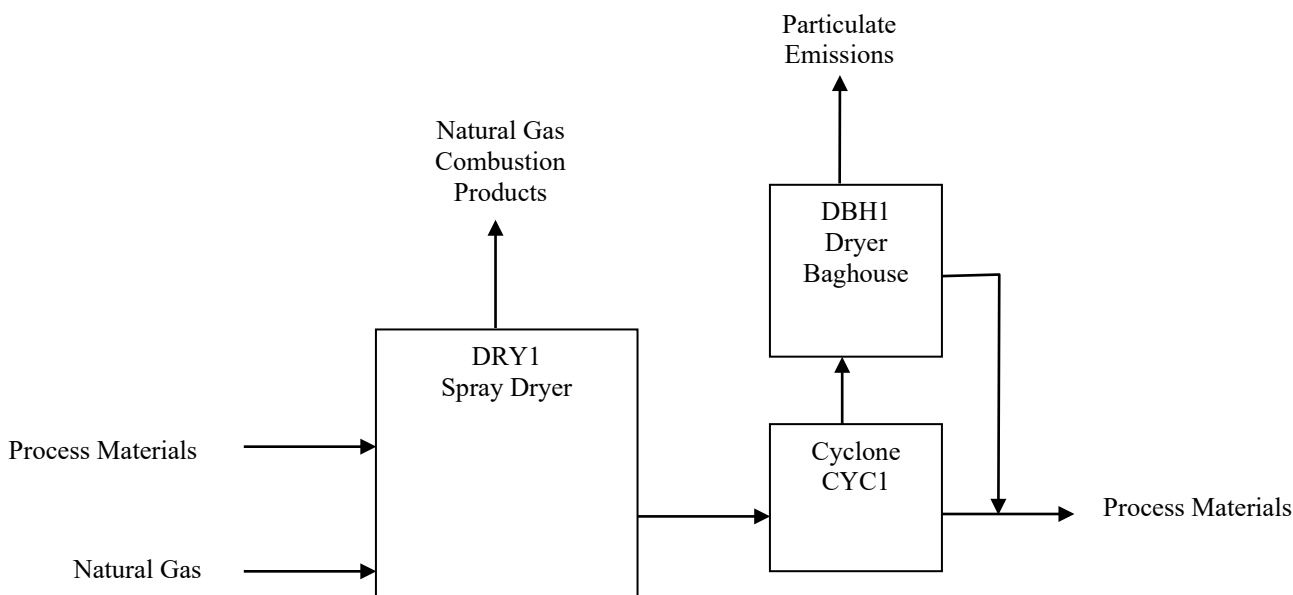 Particulate
Emissions
Natural Gas
Combustion
Products
DBH1
Dryer
Baghouse
DRY1
Spray Dryer
Process Materials
Cyclone
CYC1
Process Materials
Natural Gas